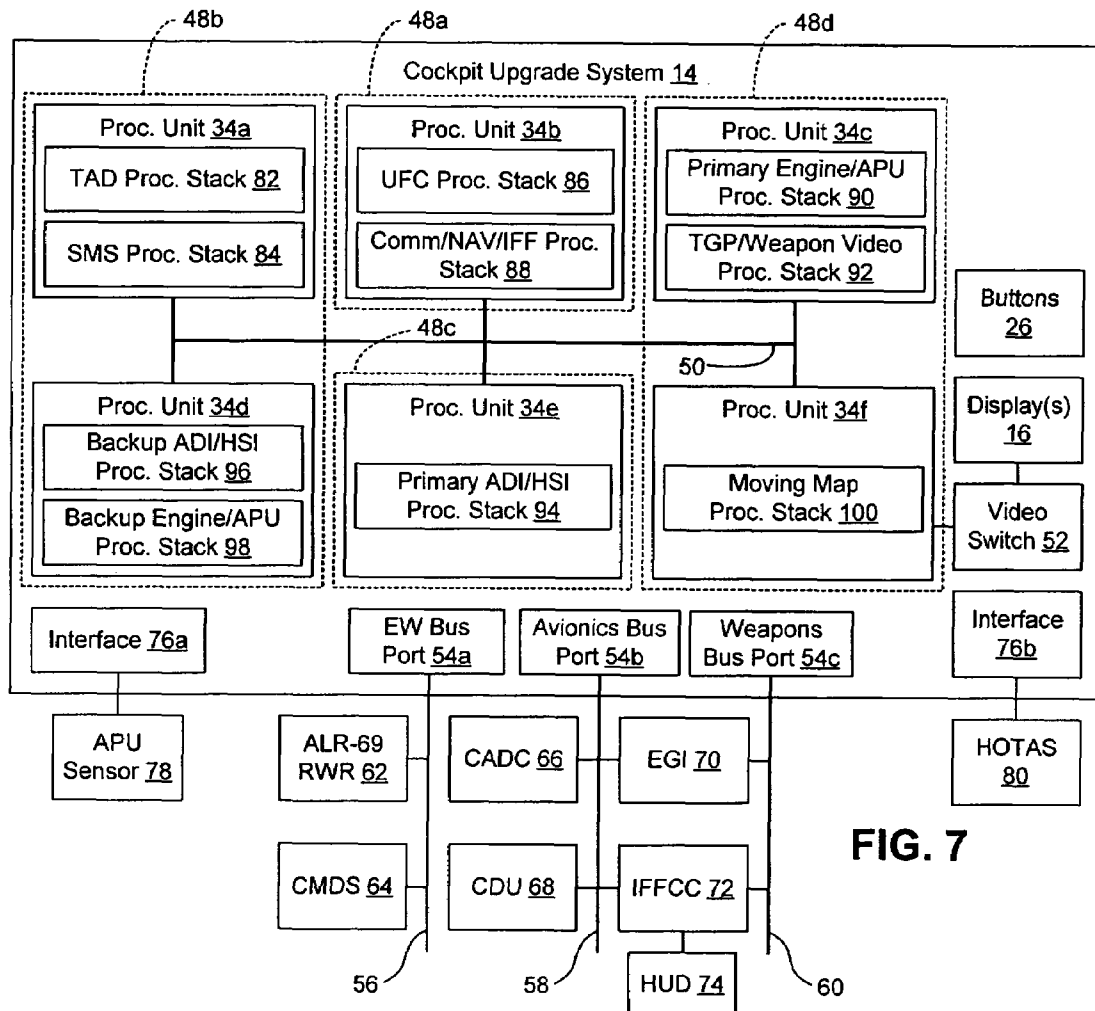 48b
48a
48d
Cockpit Upgrade System 14
Proc. Unit 34a
TAD Proc. Stack 82
SMS Proc. Stack 84
Proc. Unit 34b
UFC Proc. Stack 86
Comm/NAV/IFF Proc.
Stack 88
Proc. Unit 34c
Primary Engine/APU
Proc. Stack 90
TGP/Weapon Video
Proc. Stack 92
48c
50
Buttons
26
Proc. Unit 34d
Backup ADI/HSI
Proc. Stack 96
Backup Engine/APU
Proc. Stack 98
Proc. Unit 34e
Primary ADI/HSI
Proc. Stack 94
Proc. Unit 34f
Moving Map
Proc. Stack 100
Display(s)
16
Video
Switch 52
Interface 76a
EW Bus
Port 54a
Avionics Bus
Port 54b
Weapons
Bus Port 54c
Interface
76b
APU
Sensor 78
ALR-69
RWR 62
CADC 66
EGI 70
HOTAS
80
CMDS 64
CDU 68
IFFCC 72
FIG. 7
56
58
HUD 74
60